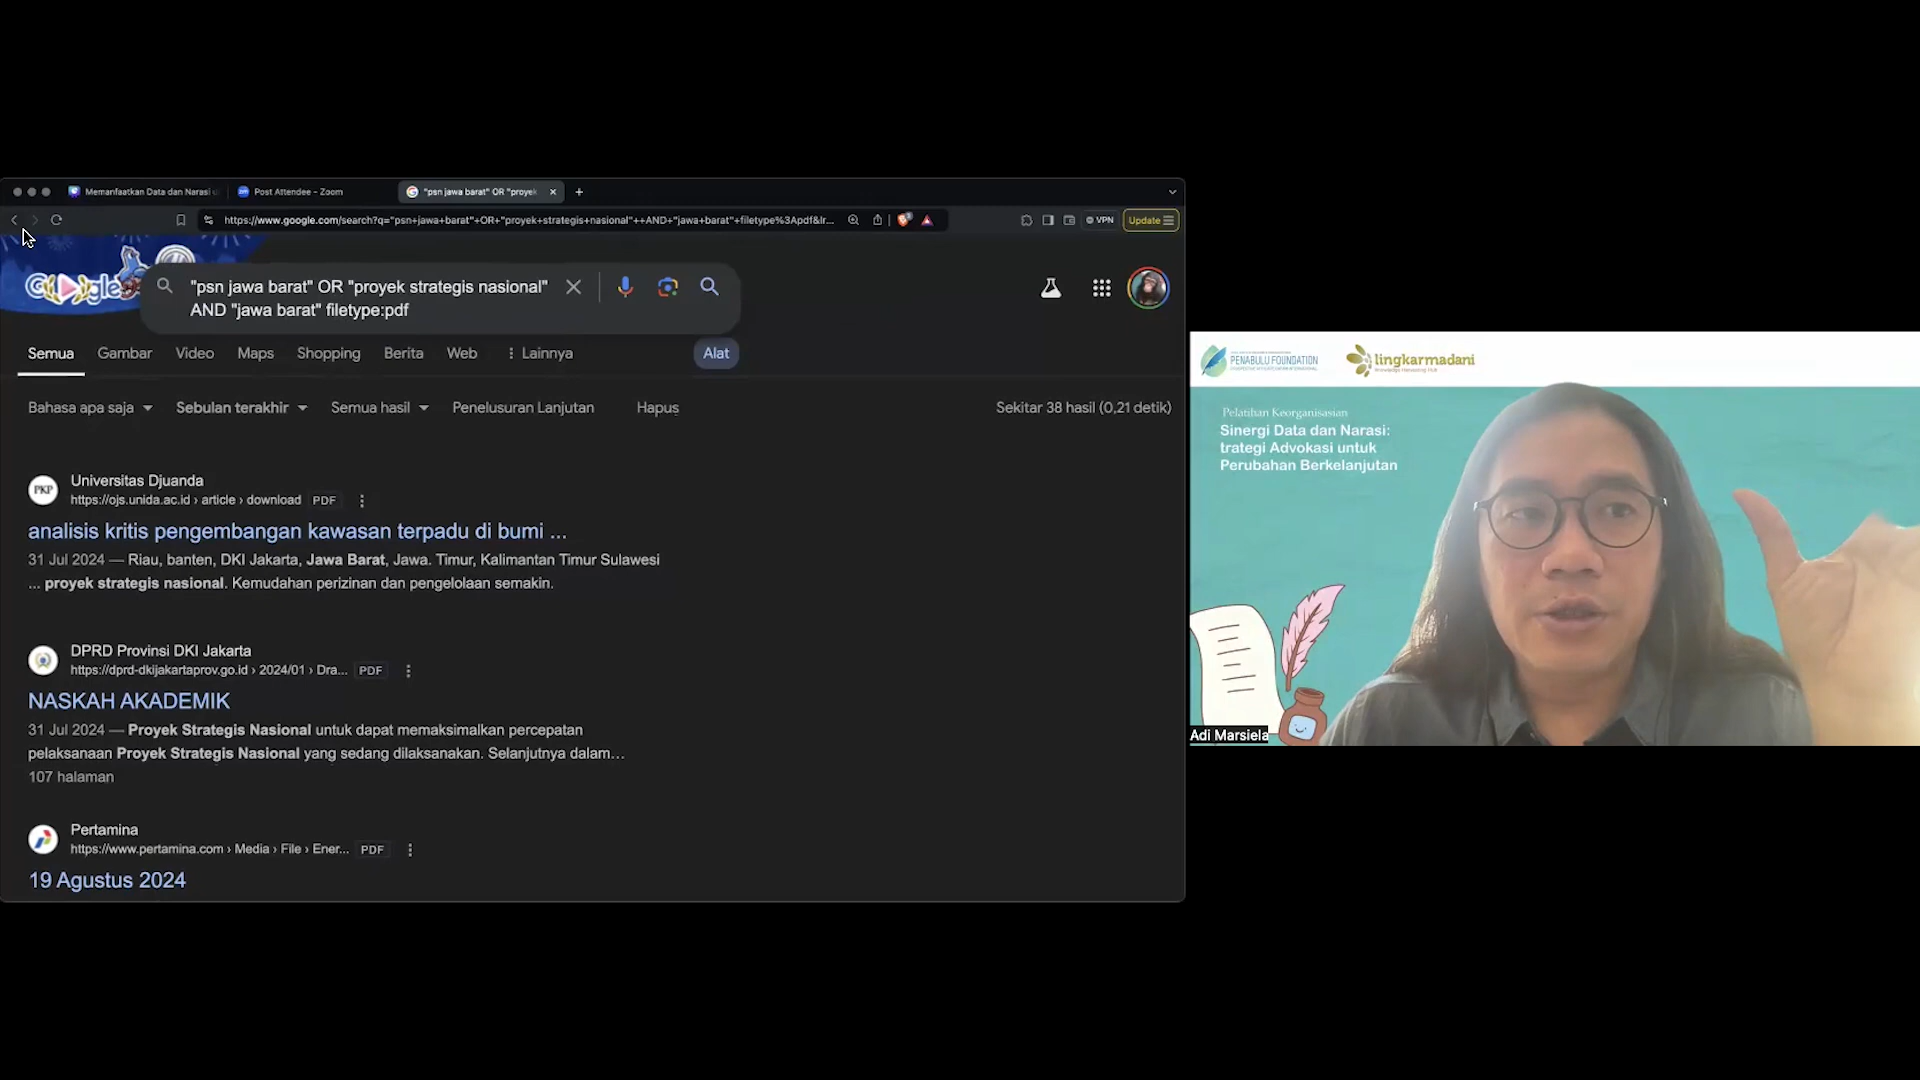 Memanfaatkan Data dan Narasi u
Post Attendee - Zoom
"psn jawa barat" OR "proyek
https://www.google.com/search?q="psn+jawa+barat"+OR+"proyek+strategis+nasional"++AND+"jawa+barat"+filetype%3Apdf&lr...
VPN
Update
Google
"psn jawa barat" OR "proyek strategis nasional"
AND "jawa barat" filetype:pdf
Semua
Gambar
Video
Maps
Shopping
Berita
Web
Lainnya
Alat
Bahasa apa saja
Sebulan terakhir
Semua hasil
Penelusuran Lanjutan
Hapus
Sekitar 38 hasil (0,21 detik)
PKP
Universitas Djuanda
https://ojs.unida.ac.id › article › download PDF
analisis kritis pengembangan kawasan terpadu di bumi ...
31 Jul 2024 — Riau, banten, DKI Jakarta, Jawa Barat, Jawa. Timur, Kalimantan Timur Sulawesi
... proyek strategis nasional. Kemudahan perizinan dan pengelolaan semakin.
DPRD Provinsi DKI Jakarta
https://dprd-dkijakartaprov.go.id › 2024/01 › Dra... PDF
NASKAH AKADEMIK
31 Jul 2024 — Proyek Strategis Nasional untuk dapat memaksimalkan percepatan
pelaksanaan Proyek Strategis Nasional yang sedang dilaksanakan. Selanjutnya dalam...
107 halaman
Pertamina
https://www.pertamina.com › Media › File › Ener... PDF
19 Agustus 2024
PENABULU FOUNDATION
lingkarmadani
Pelatihan Keorganisasian
Sinergi Data dan Narasi:
trategi Advokasi untuk
Perubahan Berkelanjutan
Adi Marsiela